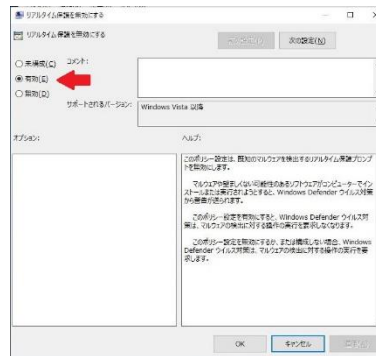 リアルタイム保護を無効にする
リアルタイム保護を無効にする
次の設定(N)
未構成(C)
コメント:
有効(E)
無効(D)
サポートされるバージョン:
Windows Vista 以降
オプション:
ヘルプ:
このポリシー設定は、既知のマルウェアを検出するリアルタイム保護プロンプ
トを無効にします。
マルウェアや望ましくない可能性のあるソフトウェアがコンピューターでイン
ストールまたは実行されようとすると、Windows Defender ウイルス対策
から警告が送られます。
このポリシー設定を有効にすると、Windows Defender ウイルス対
策は、マルウェアの検出に対する操作の実行を要求しなくなります。
このポリシー設定を無効にするか、または構成しない場合、Windows
Defender ウイルス対策は、マルウェアの検出に対する操作の実行を要
求します。
OK
キャンセル